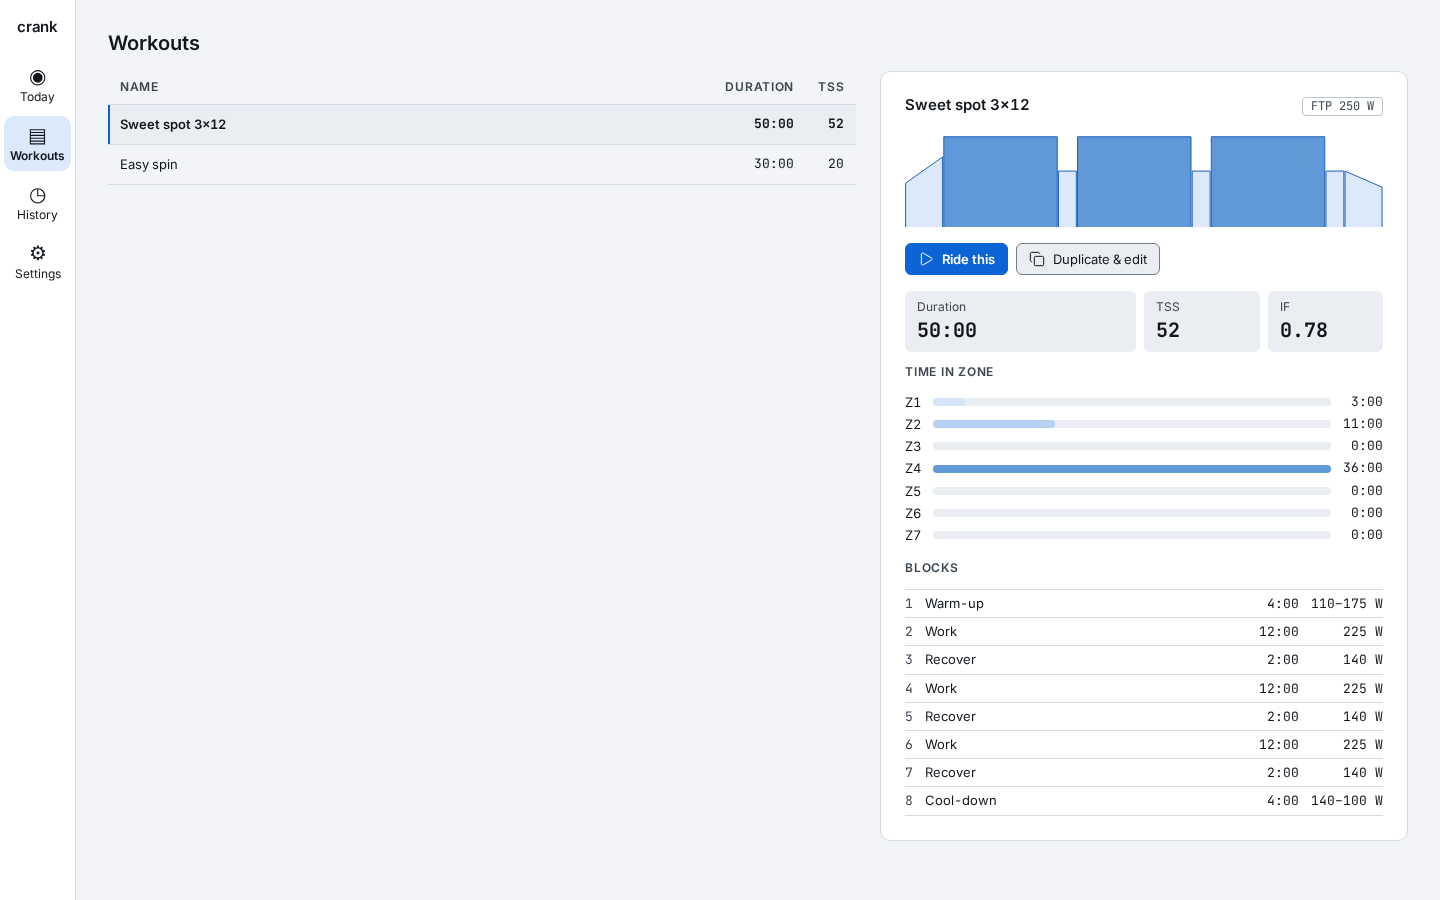 crank
Today
Workouts
History
Settings
Workouts
NAME DURATION TSS
Sweet spot 3×12 50:00 52
Easy spin 30:00 20
Sweet spot 3×12 FTP 250 W
Ride this Duplicate & edit
Duration TSS IF
50:00 52 0.78
TIME IN ZONE
Z1 3:00
Z2 11:00
Z3 0:00
Z4 36:00
Z5 0:00
Z6 0:00
Z7 0:00
BLOCKS
1 Warm-up 4:00 110–175 W
2 Work 12:00 225 W
3 Recover 2:00 140 W
4 Work 12:00 225 W
5 Recover 2:00 140 W
6 Work 12:00 225 W
7 Recover 2:00 140 W
8 Cool-down 4:00 140–100 W